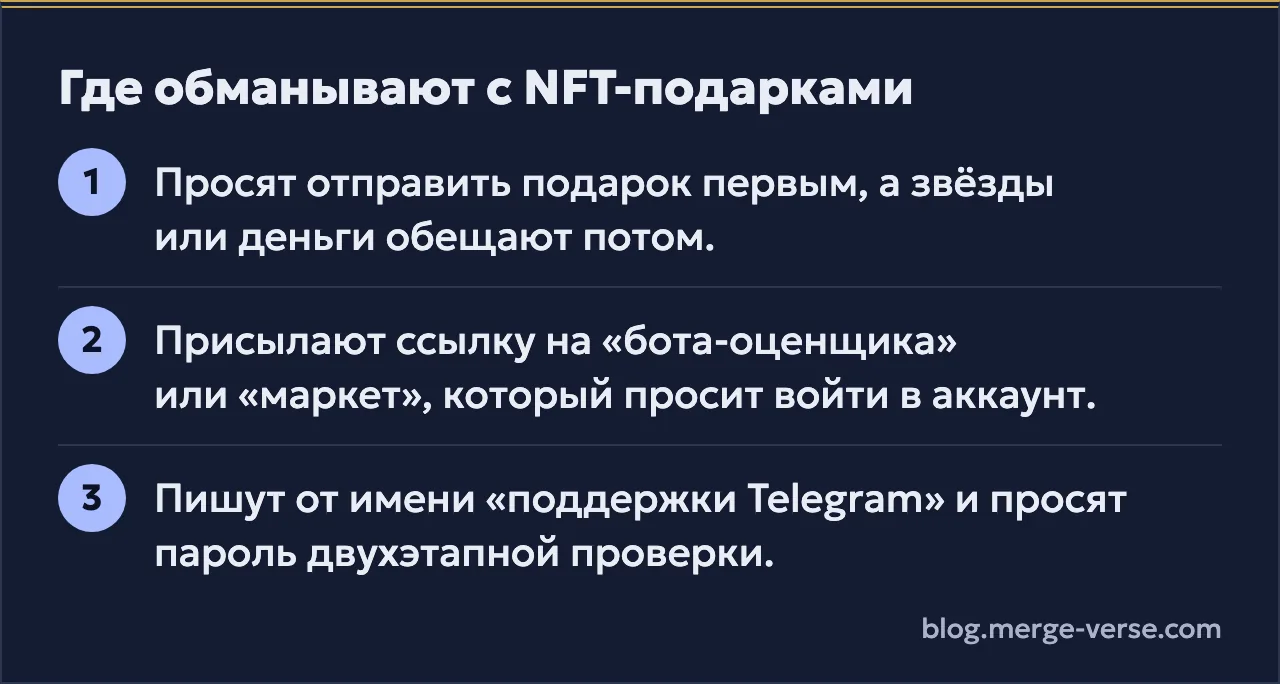 Где обманывают с NFT-подарками
1
Просят отправить подарок первым, а звёзды
или деньги обещают потом.
2
Присылают ссылку на «бота-оценщика»
или «маркет», который просит войти в аккаунт.
3
Пишут от имени «поддержки Telegram» и просят
пароль двухэтапной проверки.
blog.merge-verse.com